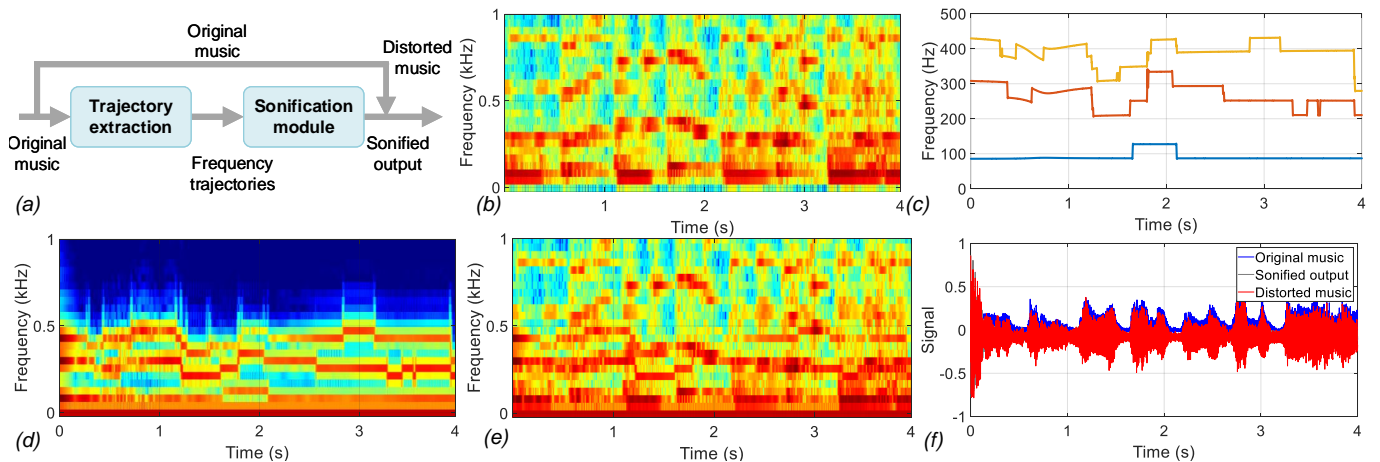 Original
music
Distorted
music
Trajectory
extraction
Sonification
module
Original
music
Frequency
trajectories
Sonified
output
(a)
Frequency (kHz)
1
0.5
0
0
1
2
3
4
Time (s)
(b)
Frequency (Hz)
500
400
300
200
100
0
0
1
2
3
4
Time (s)
(c)
Frequency (kHz)
1
0.5
0
0
1
2
3
4
Time (s)
(d)
Frequency (kHz)
1
0.5
0
0
1
2
3
4
Time (s)
(e)
Signal
1
0.5
0
-0.5
-1
Original music
Sonified output
Distorted music
0
1
2
3
4
Time (s)
(f)